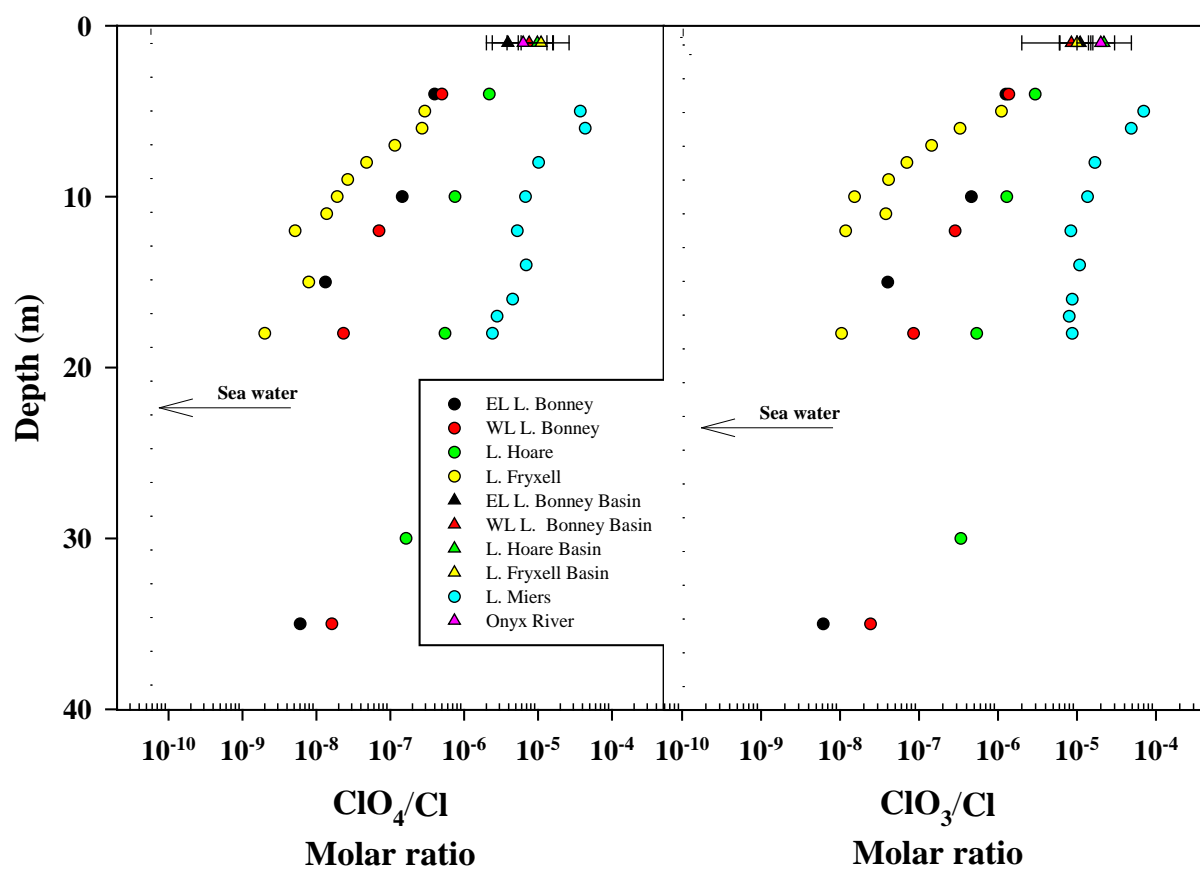 0
10
20
30
40
Depth (m)
Sea water
Sea water
EL L. Bonney
WL L. Bonney
L. Hoare
L. Fryxell
EL L. Bonney Basin
WL L.  Bonney Basin
L. Hoare Basin
L. Fryxell Basin
L. Miers
Onyx River
10-10 10-9 10-8 10-7 10-6 10-5 10-4
10-10 10-9 10-8 10-7 10-6 10-5 10-4
ClO4/Cl
Molar ratio
ClO3/Cl
Molar ratio